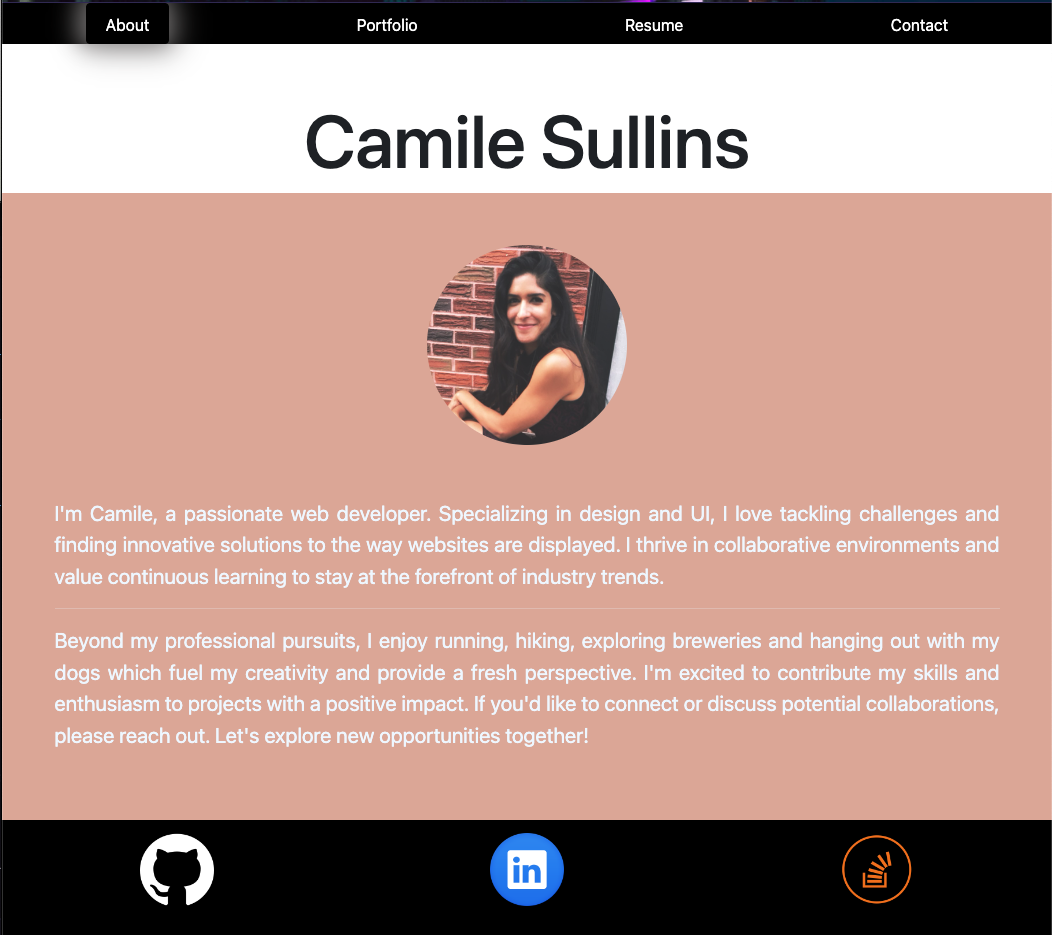 About Portfolio Resume Contact
Camile Sullins
I'm Camile, a passionate web developer. Specializing in design and UI, I love tackling challenges and
finding innovative solutions to the way websites are displayed. I thrive in collaborative environments and
value continuous learning to stay at the forefront of industry trends.
Beyond my professional pursuits, I enjoy running, hiking, exploring breweries and hanging out with my
dogs which fuel my creativity and provide a fresh perspective. I'm excited to contribute my skills and
enthusiasm to projects with a positive impact. If you'd like to connect or discuss potential collaborations,
please reach out. Let's explore new opportunities together!
in